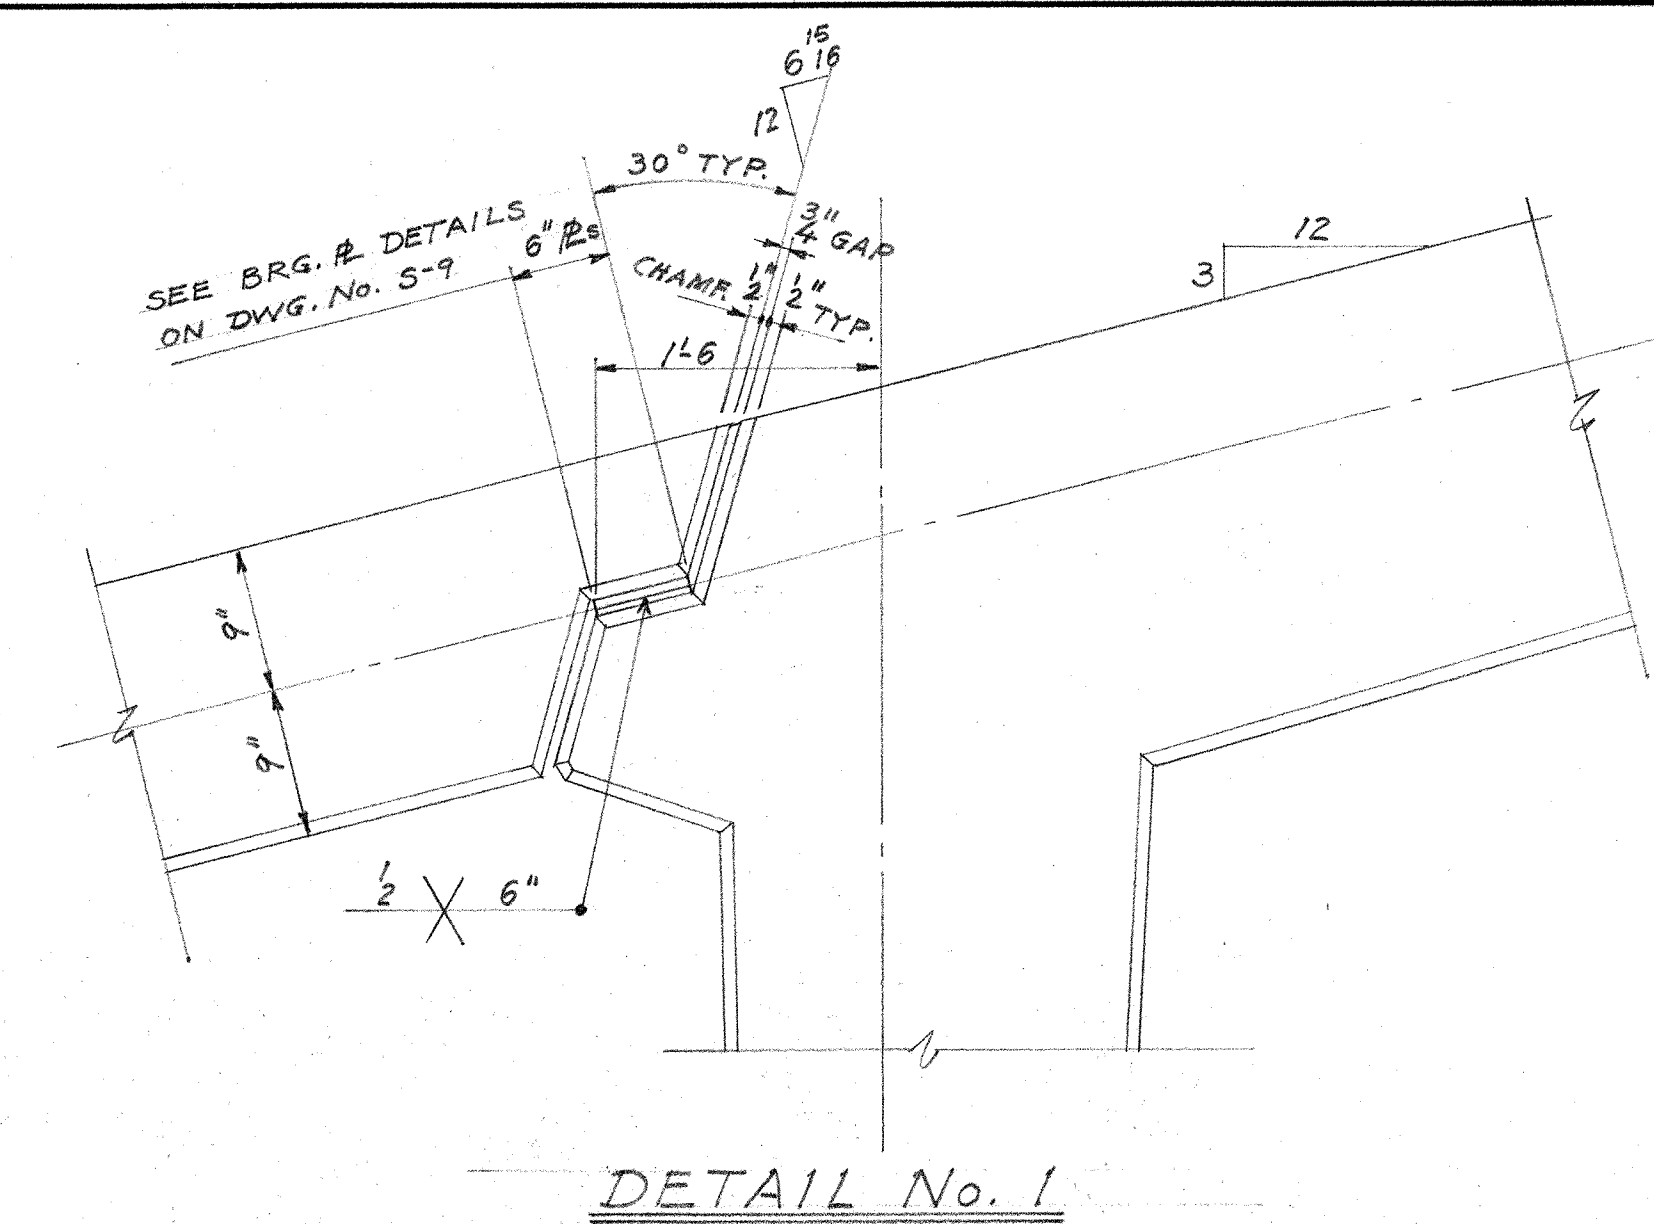 6 15/16
12
30° TYP.
SEE BRG. ⅊ DETAILS
ON DWG. No. S-9
6" ⅊s
3/4" GAP
CHAMF. 1/2"
1/2" TYP.
1'-6
12
3
9"
9"
1/2
6"
DETAIL No. 1